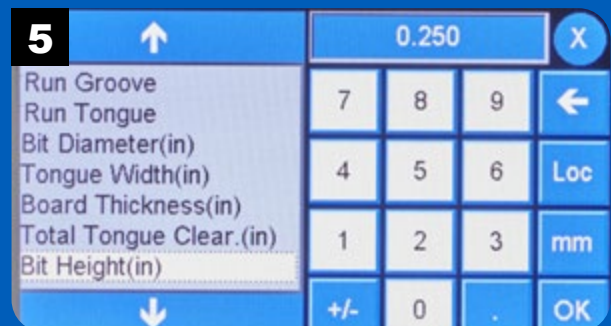 5
0.250
X
Run Groove
Run Tongue
Bit Diameter(in)
Tongue Width(in)
Board Thickness(in)
Total Tongue Clear.(in)
Bit Height(in)
7 8 9
4 5 6 Loc
1 2 3 mm
+/- 0 . OK